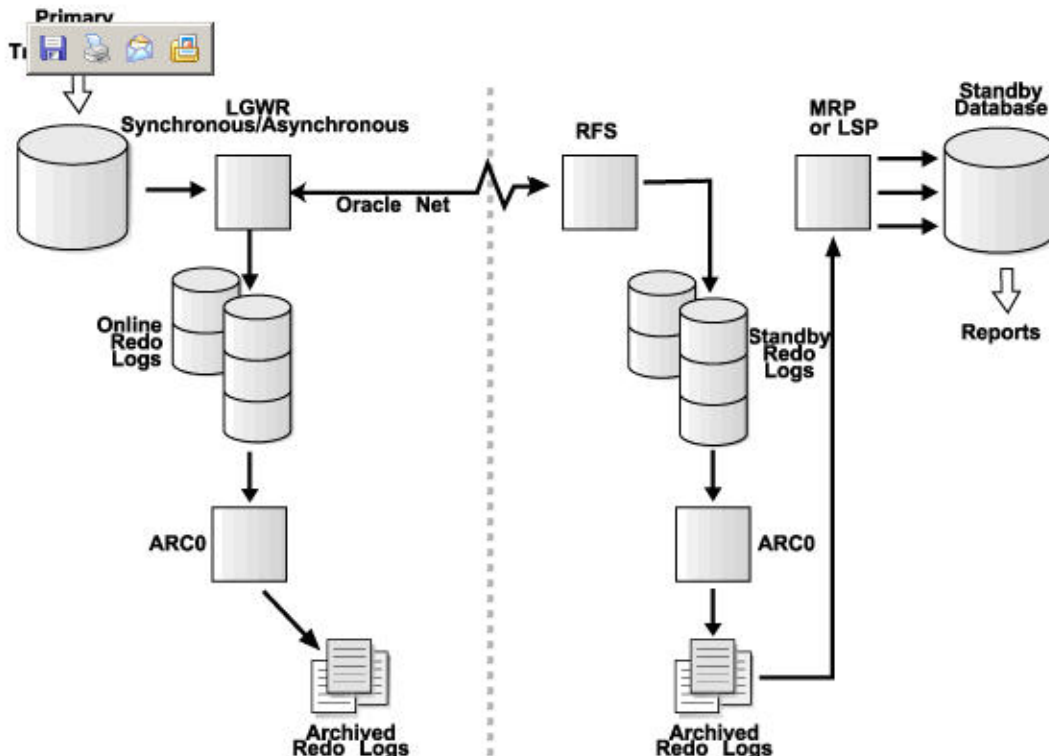 Primary
LGWR
Synchronous/Asynchronous
Oracle Net
Online
Redo
Logs
ARC0
Archived
Redo Logs
RFS
MRP
or LSP
Standby
Database
Reports
Standby
Redo
Logs
ARC0
Archived
Redo Logs